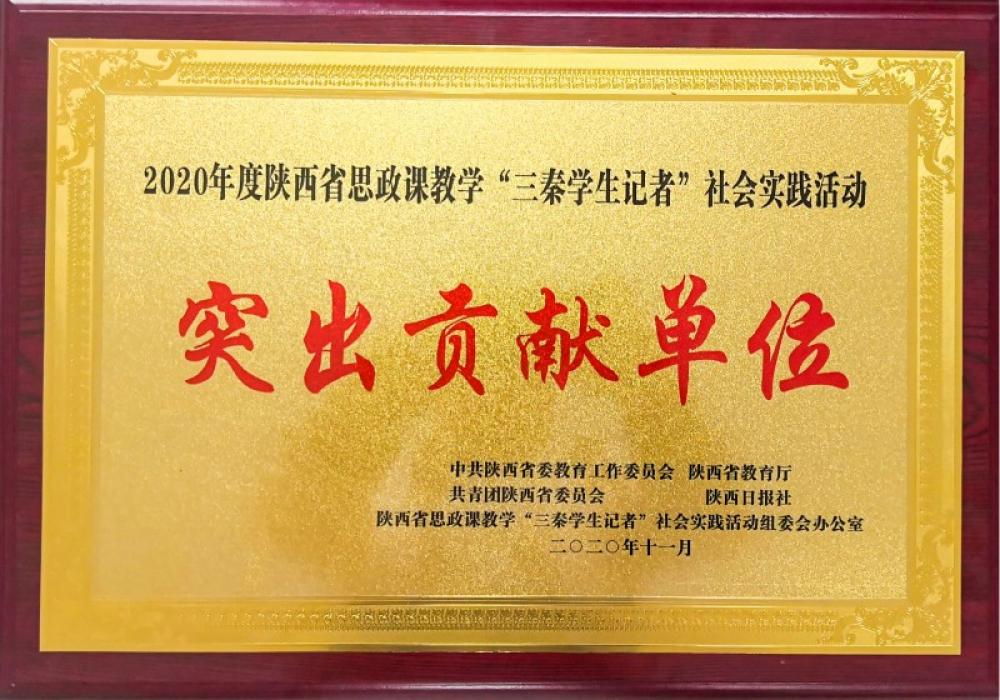 2020年度陕西省思政课教学“三秦学生记者”社会实践活动
突出贡献单位
中共陕西省委教育工作委员会 陕西省教育厅
共青团陕西省委员会 陕西日报社
陕西省思政课教学“三秦学生记者”社会实践活动组委会办公室
二〇二〇年十一月